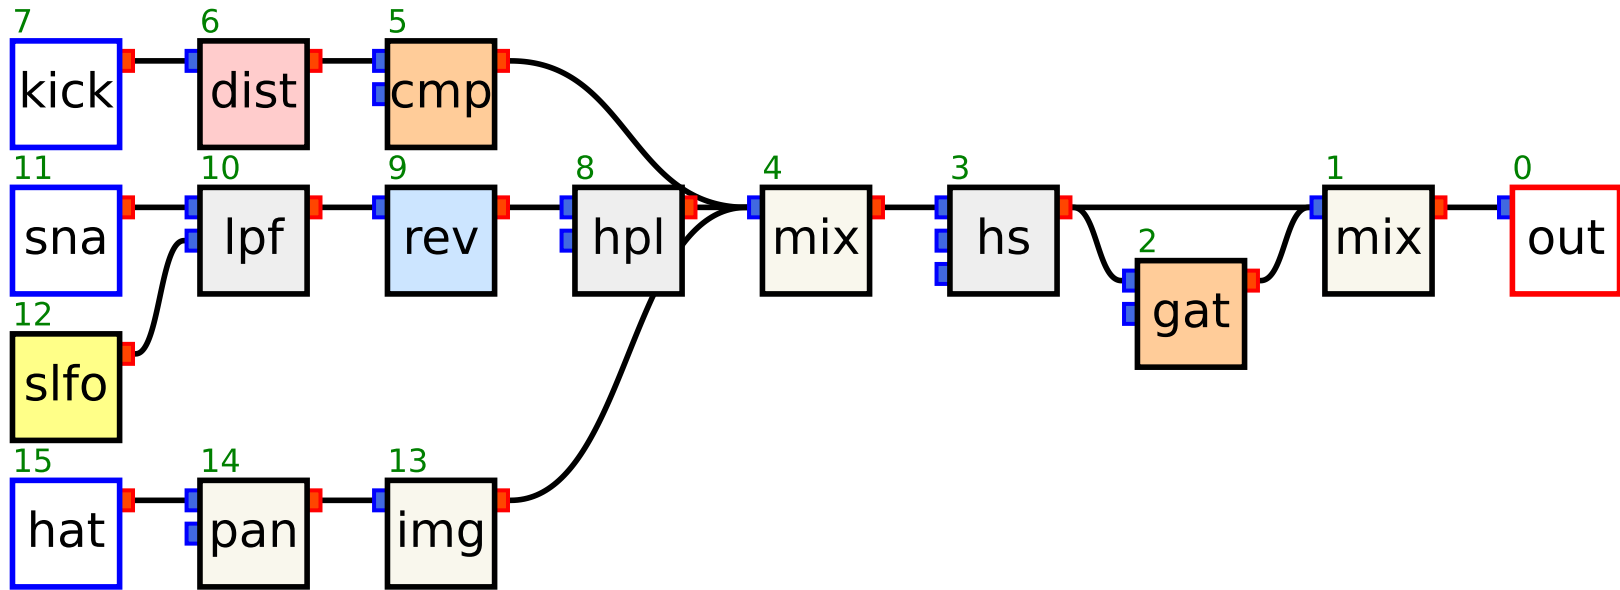 7 6 5
kick dist cmp
11 10 9 8 4 3 1 0
sna lpf rev hpl mix hs mix out
2
gat
12
slfo
15 14 13
hat pan img